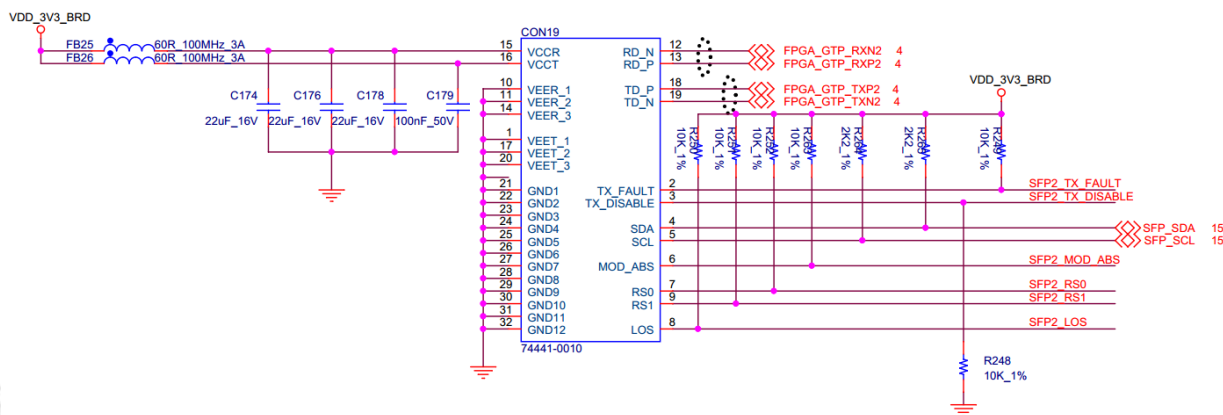 VDD_3V3_BRD
FB25 60R_100MHz_3A
FB26 60R_100MHz_3A
C174 C176 C178 C179
22uF_16V 22uF_16V 22uF_16V 100nF_50V
CON19
15 VCCR
16 VCCT
10 VEER_1
11 VEER_2
14 VEER_3
1 VEET_1
17 VEET_2
20 VEET_3
21 GND1
22 GND2
23 GND3
24 GND4
25 GND5
26 GND6
27 GND7
28 GND8
29 GND9
30 GND10
31 GND11
32 GND12
74441-0010
RD_N 12 FPGA_GTP_RXN2 4
RD_P 13 FPGA_GTP_RXP2 4
TD_P 18 FPGA_GTP_TXP2 4
TD_N 19 FPGA_GTP_TXN2 4
VDD_3V3_BRD
10K_1%
10K_1%
10K_1%
10K_1%
2K2_1%
2K2_1%
R249 10K_1%
TX_FAULT 2 SFP2_TX_FAULT
TX_DISABLE 3 SFP2_TX_DISABLE
SDA 4 SFP_SDA 15
SCL 5 SFP_SCL 15
MOD_ABS 6 SFP2_MOD_ABS
RS0 7 SFP2_RS0
RS1 9 SFP2_RS1
LOS 8 SFP2_LOS
R248
10K_1%